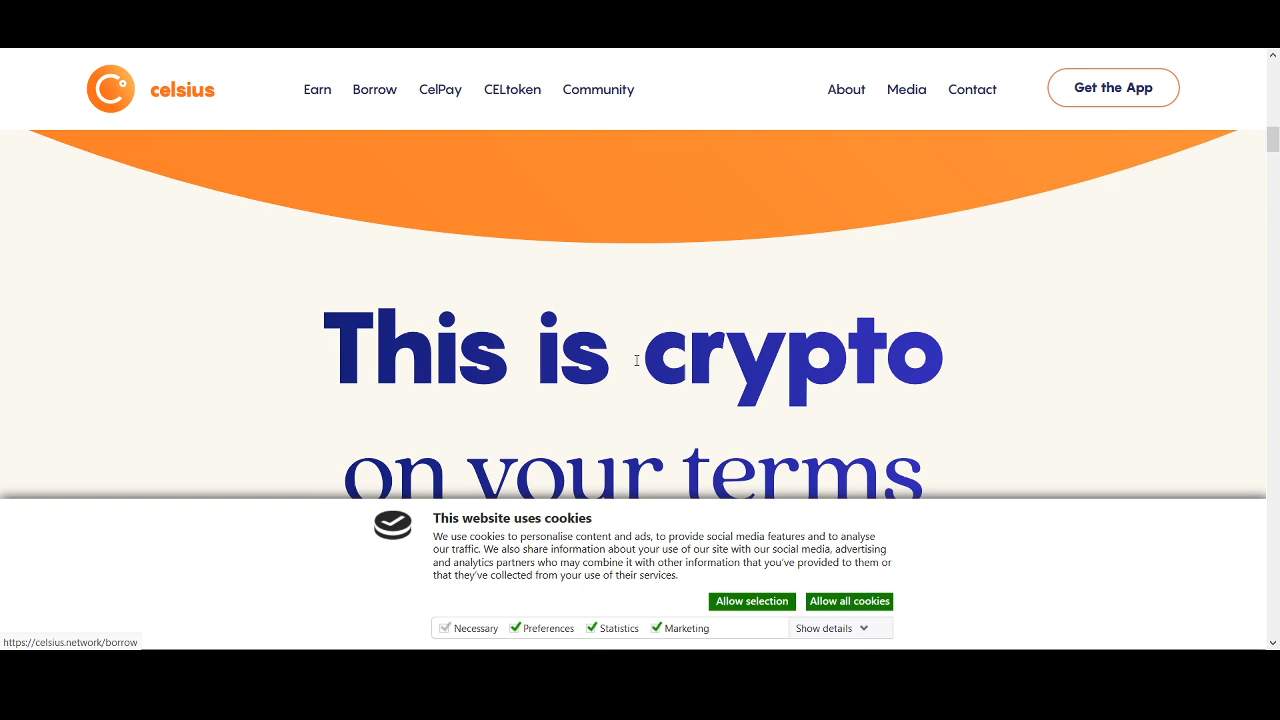 celsius
Earn Borrow CelPay CELtoken Community About Media Contact Get the App
This is crypto
on your terms
This website uses cookies
We use cookies to personalise content and ads, to provide social media features and to analyse
our traffic. We also share information about your use of our site with our social media, advertising
and analytics partners who may combine it with other information that you've provided to them or
that they've collected from your use of their services.
Allow selection Allow all cookies
Necessary Preferences Statistics Marketing Show details
https://celsius.network/borrow